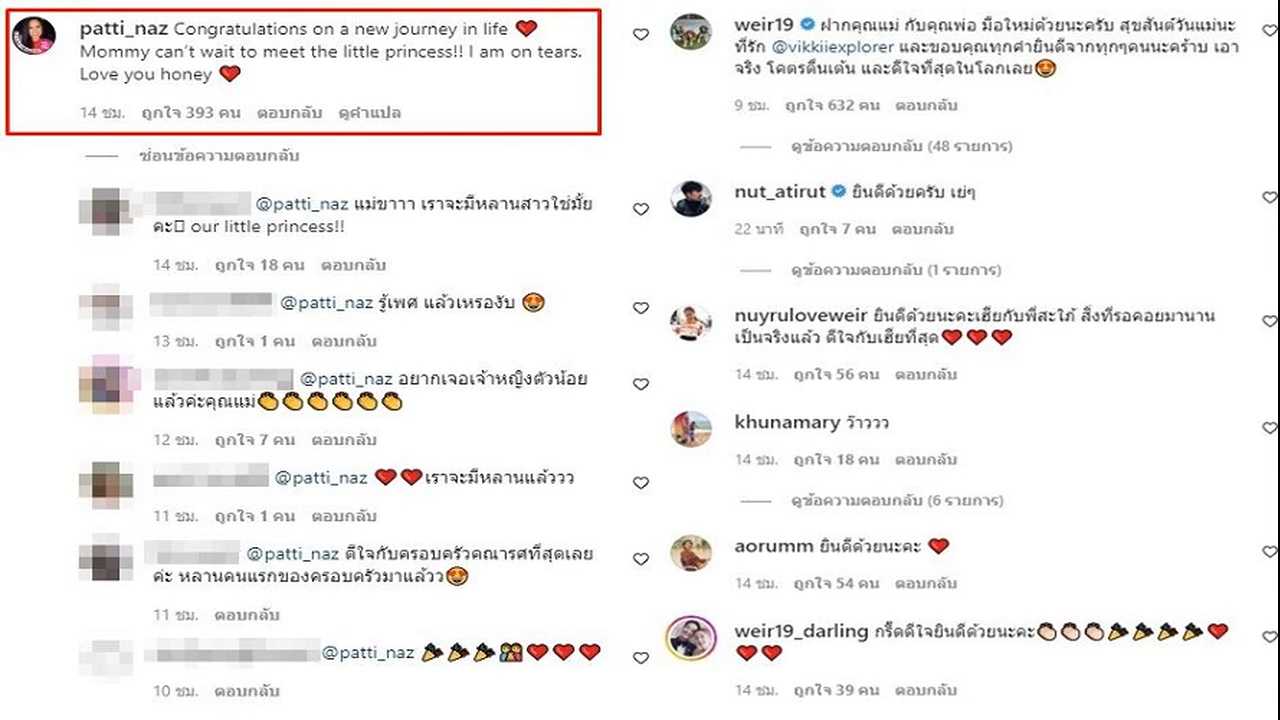 patti_naz Congratulations on a new journey in life ❤️
Mommy can't wait to meet the little princess!! I am on tears.
Love you honey ❤️
14 ชม. ถูกใจ 393 คน ตอบกลับ ดูคำแปล
ซ่อนข้อความตอบกลับ
@patti_naz แม่ขาาา เราจะมีหลานสาวใช่มั้ย
คะ□ our little princess!!
14 ชม. ถูกใจ 18 คน ตอบกลับ
@patti_naz รู้เพศ แล้วเหรองับ 😍
13 ชม. ถูกใจ 1 คน ตอบกลับ
@patti_naz อยากเจอเจ้าหญิงตัวน้อย
แล้วค่ะคุณแม่👏👏👏👏👏👏
12 ชม. ถูกใจ 7 คน ตอบกลับ
@patti_naz ❤️❤️เราจะมีหลานแล้ววว
11 ชม. ถูกใจ 1 คน ตอบกลับ
@patti_naz ดีใจกับครอบครัวคณารศที่สุดเลย
ค่ะ หลานคนแรกของครอบครัวมาแล้วว😍
11 ชม. ตอบกลับ
@patti_naz 🎉🎉🎉👫❤️❤️❤️
10 ชม. ตอบกลับ
weir19 ฝากคุณแม่ กับคุณพ่อ มือใหม่ด้วยนะครับ สุขสันต์วันแม่นะ
ที่รัก @vikkiiexplorer และขอบคุณทุกคำยินดีจากทุกๆคนนะคร้าบ เอา
จริง โคตรตื่นเต้น และดีใจที่สุดในโลกเลย😍
9 ชม. ถูกใจ 632 คน ตอบกลับ
ดูข้อความตอบกลับ (48 รายการ)
nut_atirut ยินดีด้วยครับ เย่ๆ
22 นาที ถูกใจ 7 คน ตอบกลับ
ดูข้อความตอบกลับ (1 รายการ)
nuyruloveweir ยินดีด้วยนะคะเฮียกับพี่สะใภ้ สิ่งที่รอคอยมานาน
เป็นจริงแล้ว ดีใจกับเฮียที่สุด❤️❤️❤️
14 ชม. ถูกใจ 56 คน ตอบกลับ
khunamary ว๊าววว
14 ชม. ถูกใจ 18 คน ตอบกลับ
ดูข้อความตอบกลับ (6 รายการ)
aorumm ยินดีด้วยนะคะ ❤️
14 ชม. ถูกใจ 54 คน ตอบกลับ
weir19_darling กรี๊ดดีใจยินดีด้วยนะคะ👏🏻👏🏻👏🏻🎉🎉🎉🎉❤️
❤️❤️
14 ชม. ถูกใจ 39 คน ตอบกลับ